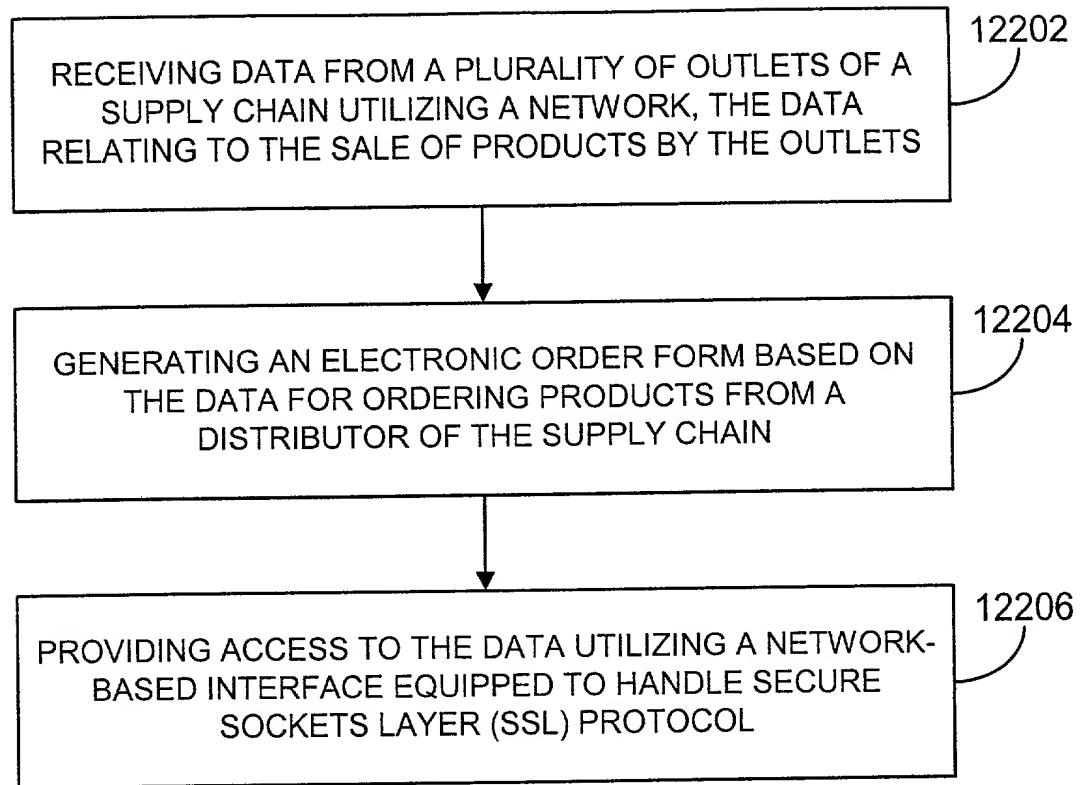 12202
RECEIVING DATA FROM A PLURALITY OF OUTLETS OF A
SUPPLY CHAIN UTILIZING A NETWORK, THE DATA
RELATING TO THE SALE OF PRODUCTS BY THE OUTLETS
12204
GENERATING AN ELECTRONIC ORDER FORM BASED ON
THE DATA FOR ORDERING PRODUCTS FROM A
DISTRIBUTOR OF THE SUPPLY CHAIN
12206
PROVIDING ACCESS TO THE DATA UTILIZING A NETWORK-
BASED INTERFACE EQUIPPED TO HANDLE SECURE
SOCKETS LAYER (SSL) PROTOCOL